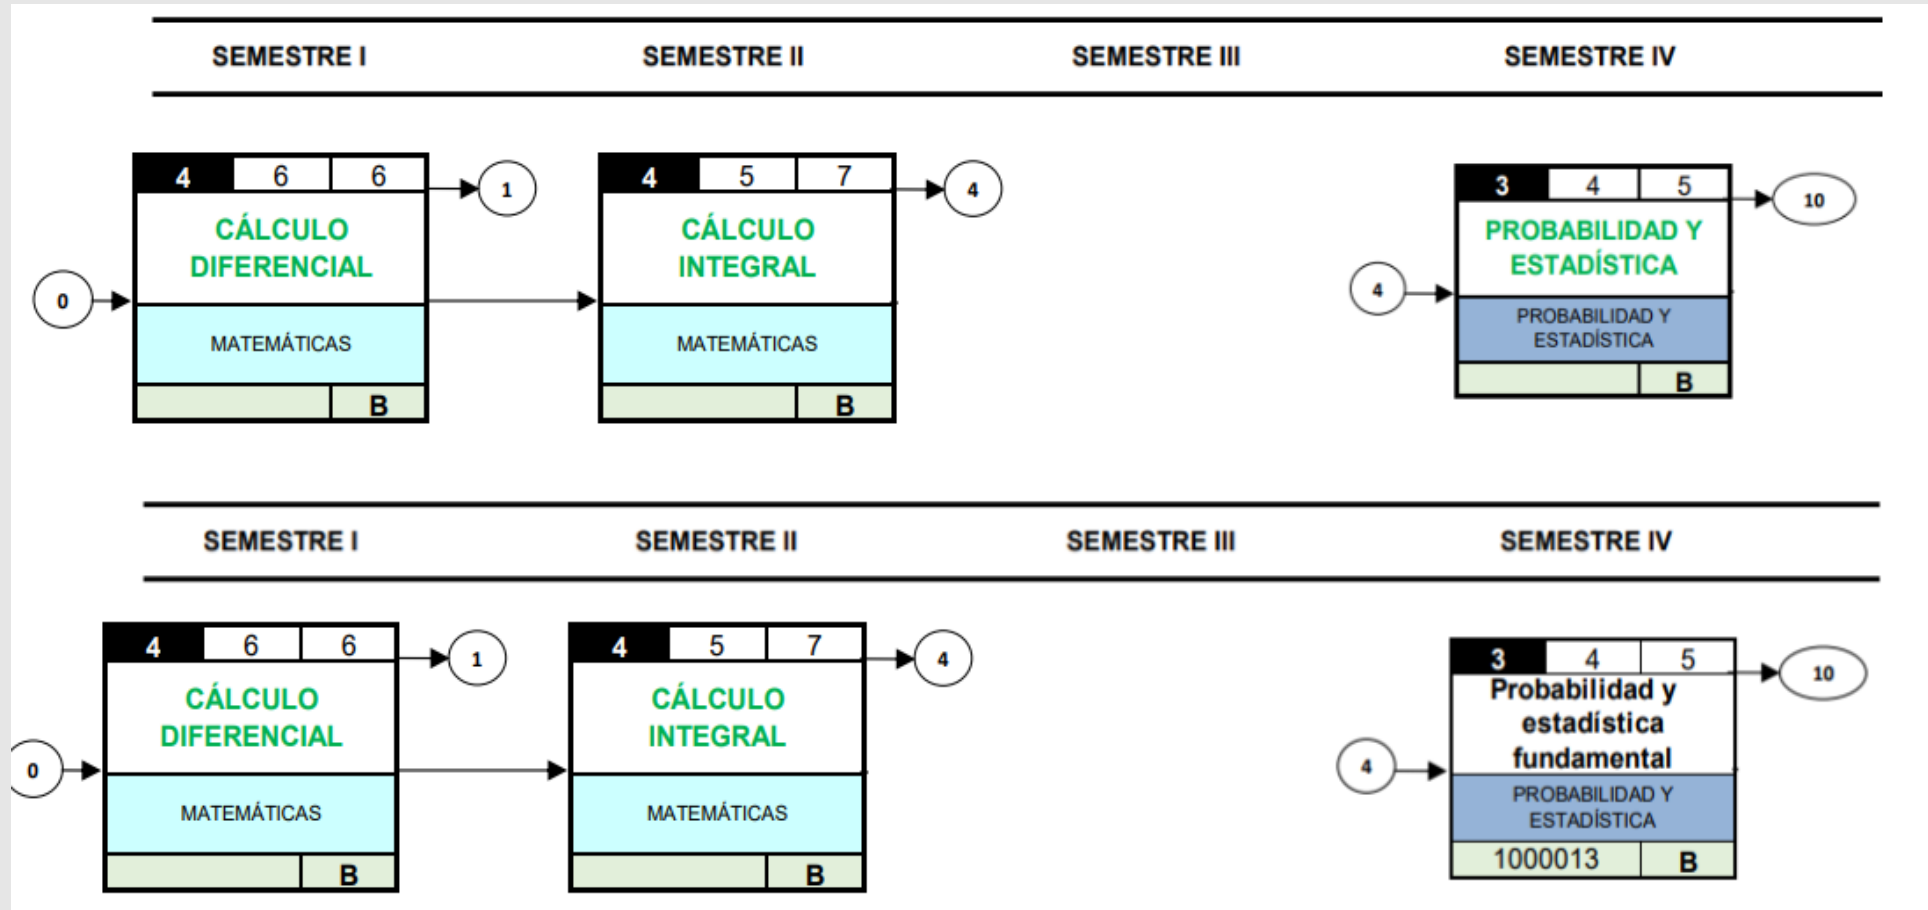 SEMESTRE I SEMESTRE II SEMESTRE III SEMESTRE IV
4 6 6
1
CÁLCULO
DIFERENCIAL
0
MATEMÁTICAS
B
4 5 7
4
CÁLCULO
INTEGRAL
MATEMÁTICAS
B
3 4 5
10
PROBABILIDAD Y
ESTADÍSTICA
4
PROBABILIDAD Y
ESTADÍSTICA
B
SEMESTRE I SEMESTRE II SEMESTRE III SEMESTRE IV
4 6 6
1
CÁLCULO
DIFERENCIAL
0
MATEMÁTICAS
B
4 5 7
4
CÁLCULO
INTEGRAL
MATEMÁTICAS
B
3 4 5
10
Probabilidad y
estadística
fundamental
4
PROBABILIDAD Y
ESTADÍSTICA
1000013 B